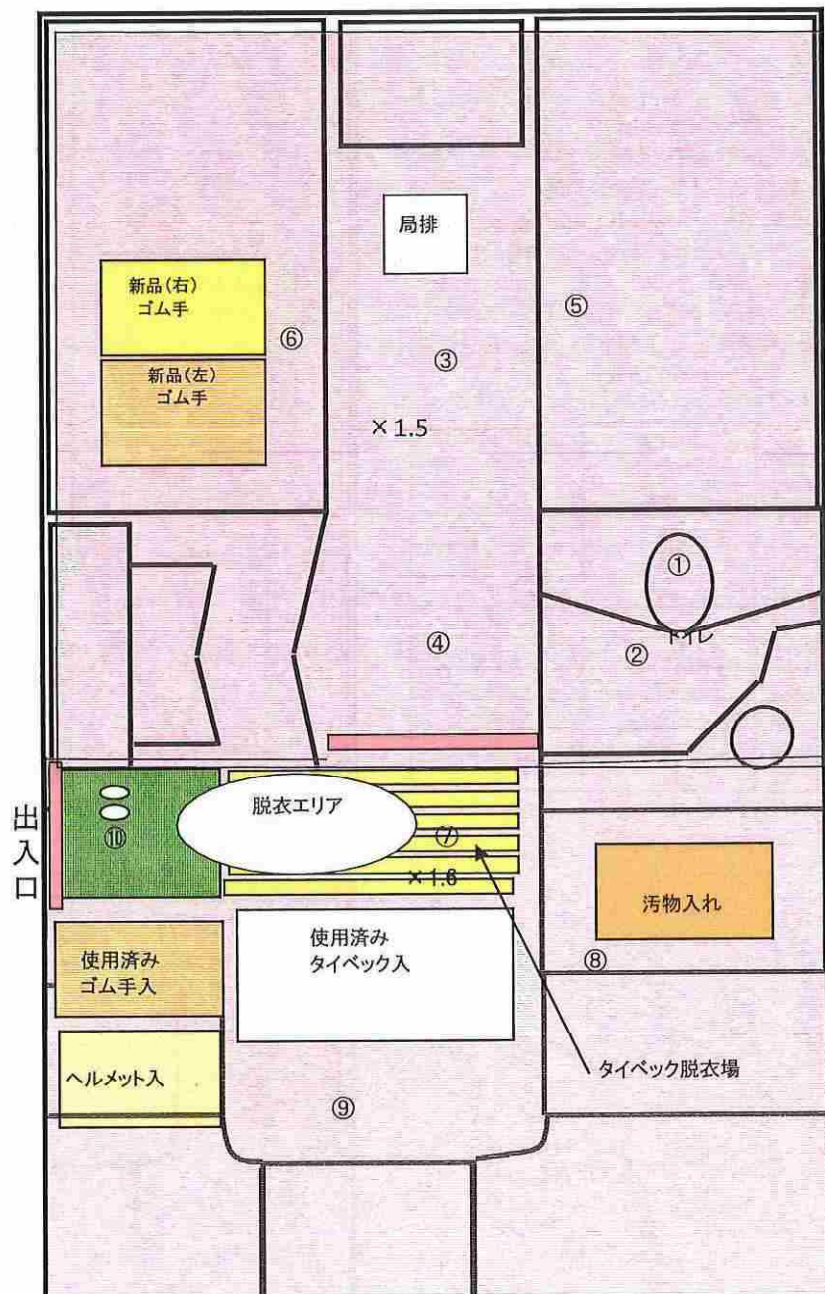 局排
新品(右)
ゴム手
⑥
⑤
③
新品(左)
ゴム手
×1.5
①
④
②
トイレ
出入口
脱衣エリア
⑩
⑦
×1.6
汚物入れ
使用済み
タイベック入
使用済み
ゴム手入
⑧
ヘルメット入
タイベック脱衣場
⑨